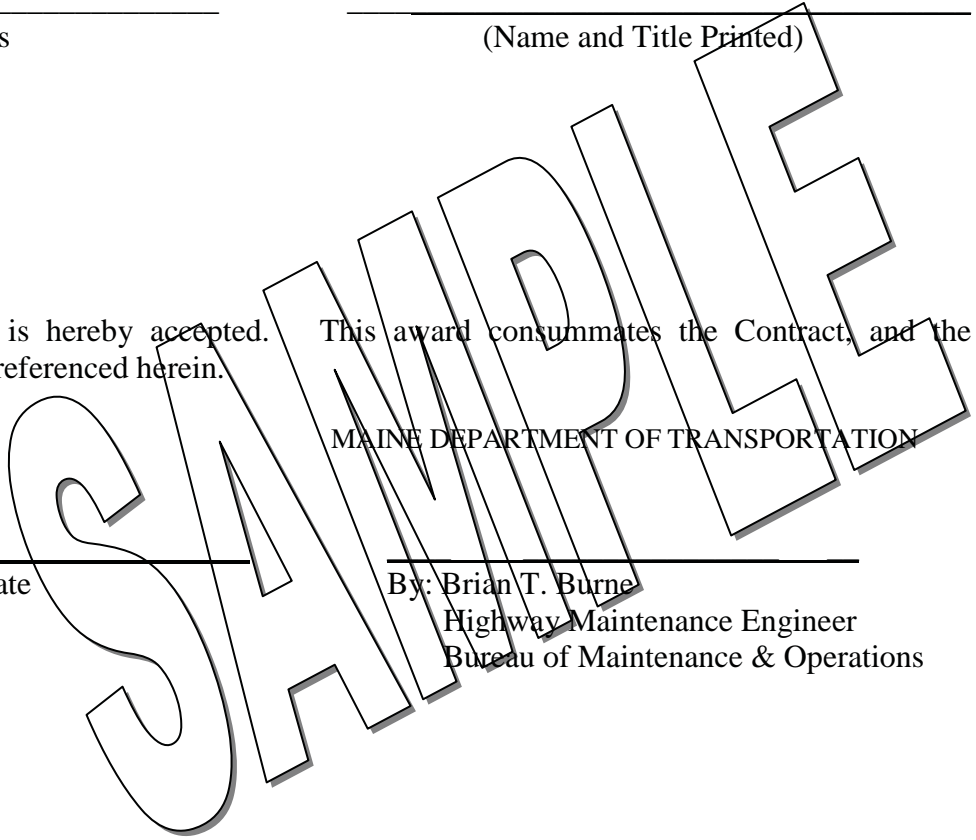 s (Name and Title Printed)
is hereby accepted. This award consummates the Contract, and the
referenced herein.
MAINE DEPARTMENT OF TRANSPORTATION
ate By: Brian T. Burne
Highway Maintenance Engineer
Bureau of Maintenance & Operations
SAMPLE